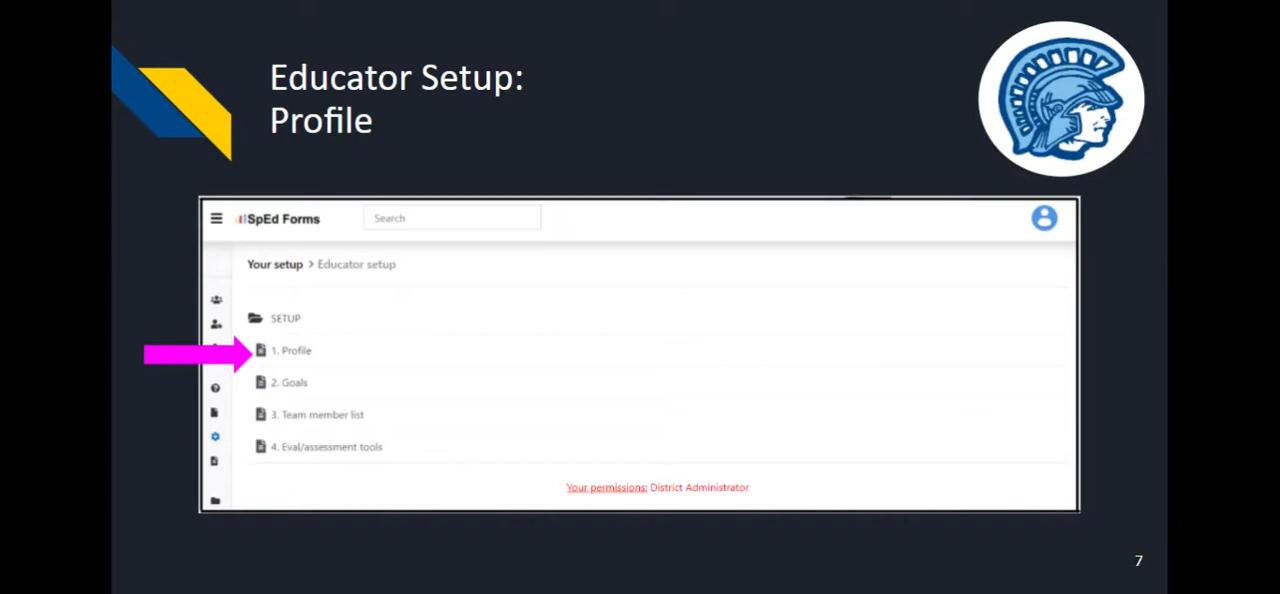 Educator Setup:
Profile
SpEd Forms
Search
Your setup > Educator setup
SETUP
1. Profile
2. Goals
3. Team member list
4. Eval/assessment tools
Your permissions: District Administrator
7